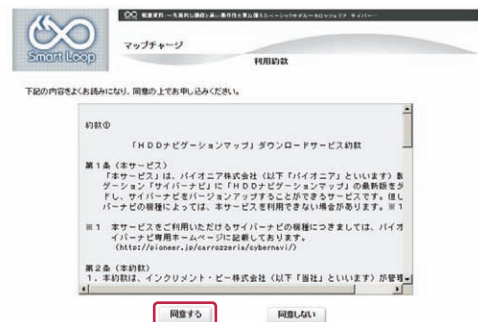 Smart Loop
マップチャージ
利用約款
下記の内容をよくお読みになり、同意の上でお申し込みください。
約款①
「HDDナビゲーションマップ」ダウンロードサービス約款
第1条（本サービス）
「本サービス」は、パイオニア株式会社（以下「パイオニア」といいます）製
ゲーション「サイバーナビ」に「HDDナビゲーションマップ」の最新版をダ
ドし、サイバーナビをバージョンアップすることができるサービスです。但し
バーナビの機種によっては、本サービスを利用できない場合があります。※1
※1 本サービスをご利用いただけるサイバーナビの機種につきましては、パイオ
イバーナビ専用ホームページに記載しております。
(http://pioneer.jp/carrozzeria/cybernavi/)
第2条（本約款）
1．本約款は、インクリメント・ピー株式会社（以下「当社」といいます）が管理
同意する
同意しない